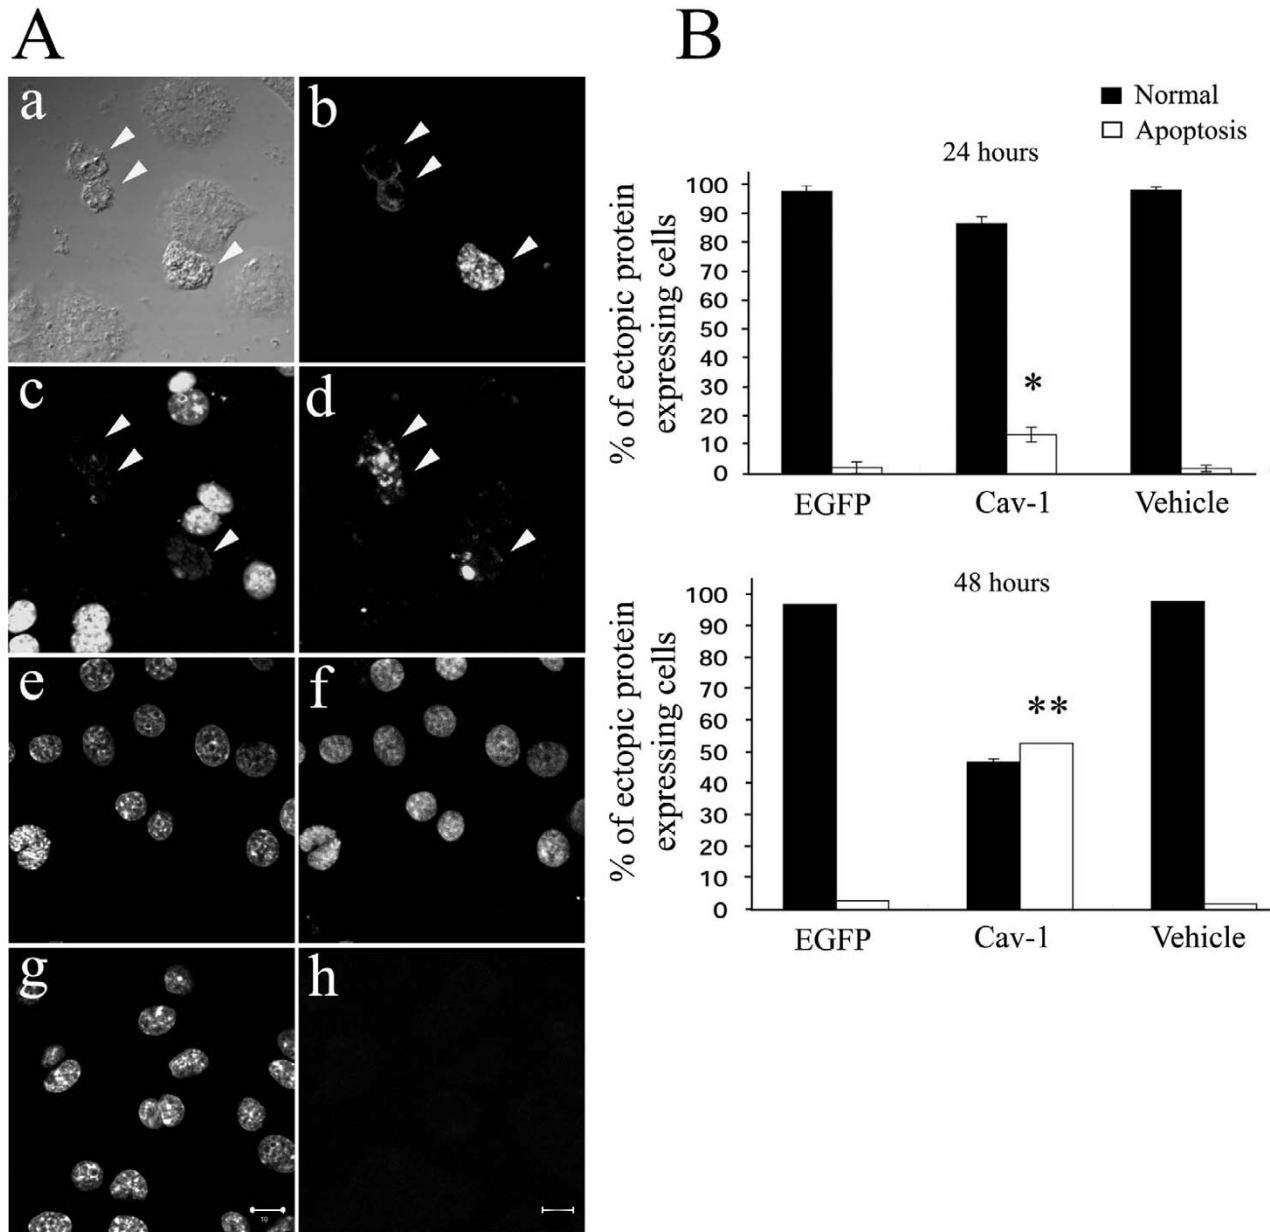 A
B
a
b
c
d
e
f
g
h
10
Normal
Apoptosis
24 hours
% of ectopic protein
expressing cells
100
90
80
70
60
50
40
30
20
10
0
*
EGFP
Cav-1
Vehicle
48 hours
% of ectopic protein
expressing cells
100
90
80
70
60
50
40
30
20
10
0
**
EGFP
Cav-1
Vehicle